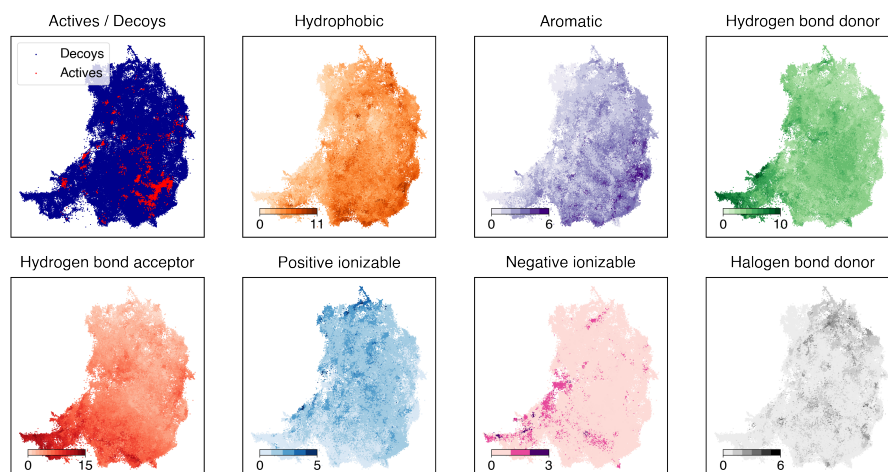 Actives / Decoys
Decoys
Actives
Hydrophobic
0 11
Aromatic
0 6
Hydrogen bond donor
0 10
Hydrogen bond acceptor
0 15
Positive ionizable
0 5
Negative ionizable
0 3
Halogen bond donor
0 6